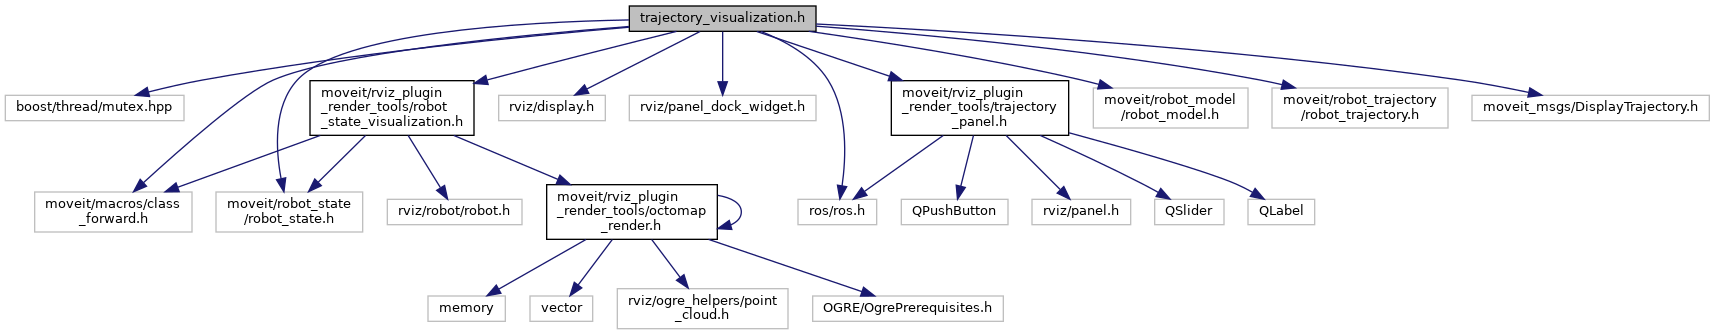 trajectory_visualization.h
boost/thread/mutex.hpp
moveit/rviz_plugin
_render_tools/robot
_state_visualization.h
rviz/display.h
rviz/panel_dock_widget.h
moveit/rviz_plugin
_render_tools/trajectory
_panel.h
moveit/robot_model
/robot_model.h
moveit/robot_trajectory
/robot_trajectory.h
moveit_msgs/DisplayTrajectory.h
moveit/macros/class
_forward.h
moveit/robot_state
/robot_state.h
rviz/robot/robot.h
moveit/rviz_plugin
_render_tools/octomap
_render.h
ros/ros.h
QPushButton
rviz/panel.h
QSlider
QLabel
memory
vector
rviz/ogre_helpers/point
_cloud.h
OGRE/OgrePrerequisites.h